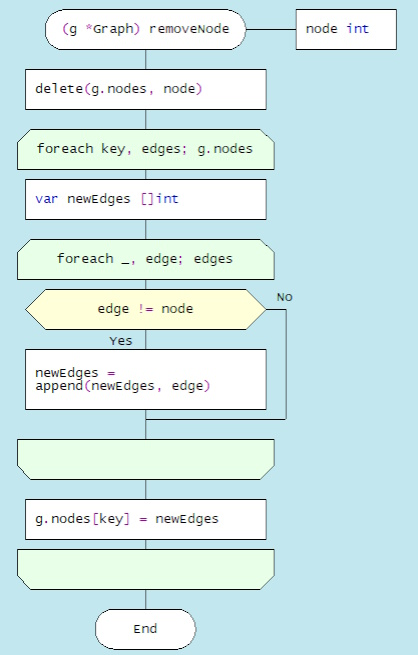 (g *Graph) removeNode
node int
delete(g.nodes, node)
foreach key, edges; g.nodes
var newEdges []int
foreach _, edge; edges
edge != node
No
Yes
newEdges =
append(newEdges, edge)
g.nodes[key] = newEdges
End